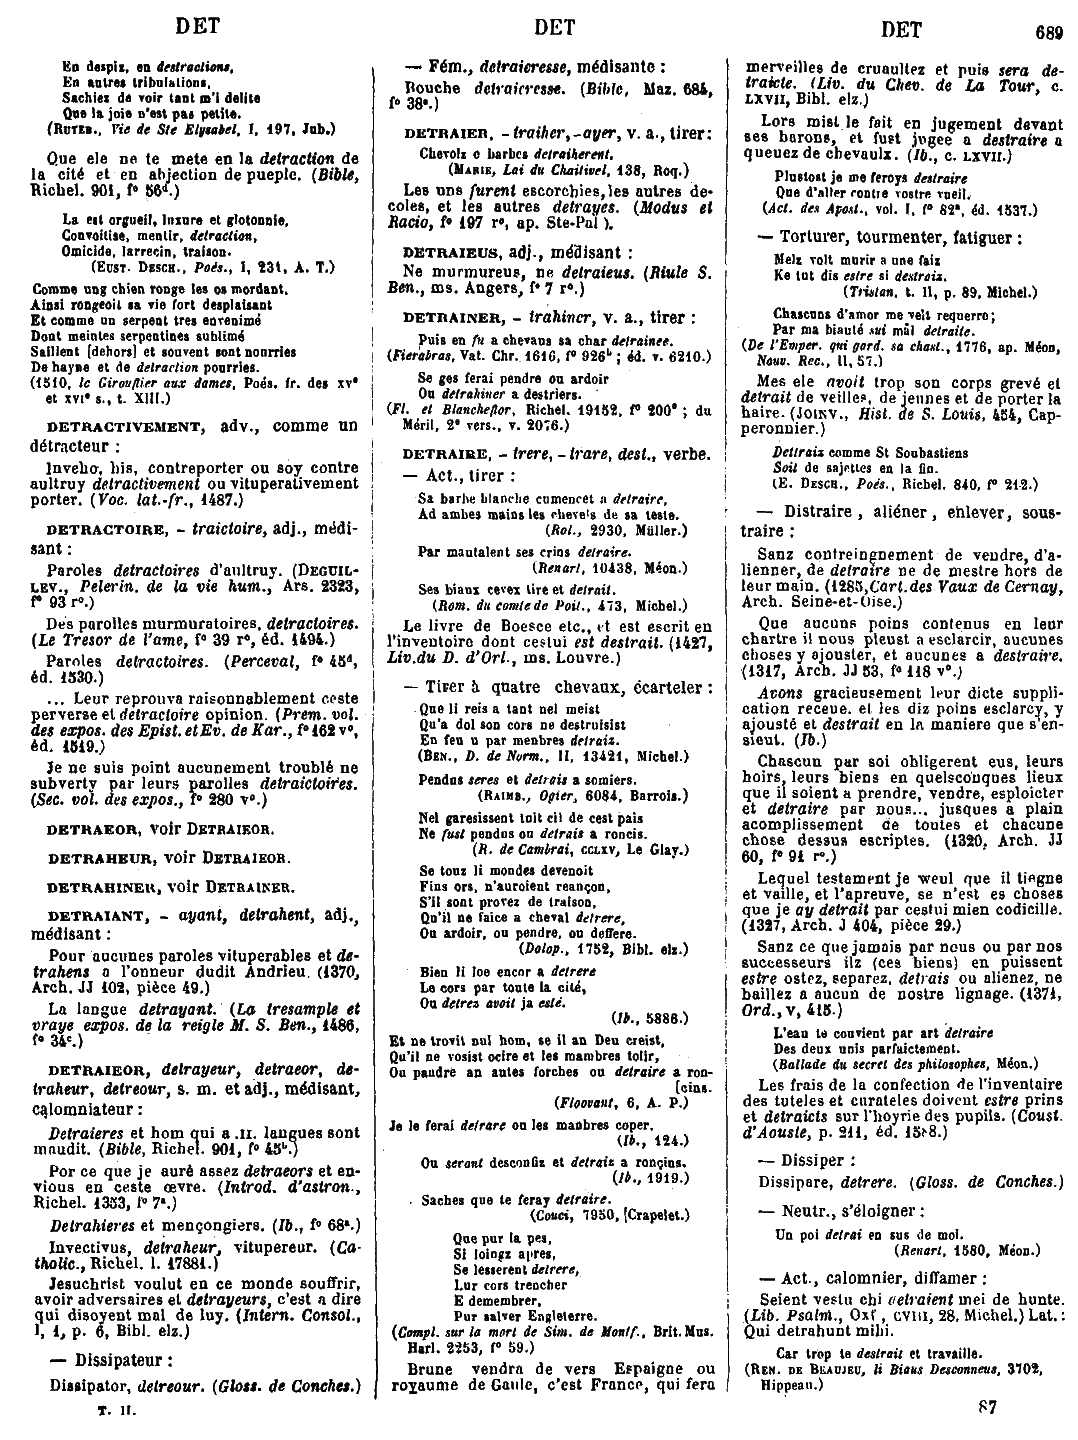 DET
DET
DET
689
En despiz, en destractions,
En autres tribulations,
Sachiez de voir tant m'i delite
Que la joie n'est pas petite.
(RUTEB., Vie de Ste Elysabel, I, 197, Jub.)
Que ele ne te mete en la detraction de
la cité et en abjection de pueple. (Bible,
Richel. 901, f° 56d.)
La est orgueil, luxure et glotonnie,
Convoitise, mentir, detraction,
Omicide, larrecin, traison.
(EUST. DESCH., Poés., I, 231, A. T.)
Comme ung chien ronge les os mordant,
Ainsi rongeoit sa vie fort desplaisant
Et comme un serpent tres envenimé
Dont meintes serpentines sublimé
Saillent [dehors] et souvent sont nourries
De hayne et de detraction pourries.
(1510, le Girouflier aux dames, Poés. fr. des xve
et xvie s., t. XIII.)
DETRACTIVEMENT, adv., comme un
détracteur :
Inveho, his, contreporter ou soy contre
aultruy detractivement ou vituperativement
porter. (Voc. lat.-fr., 1487.)
DETRACTOIRE, - traictoire, adj., médi-
sant :
Paroles detractoires d'aultruy. (DEGUIL-
LEV., Pelerin. de la vie hum., Ars. 2323,
f° 93 r°.)
Des parolles murmuratoires, detractoires.
(Le Tresor de l'ame, f° 39 r°, éd. 1494.)
Paroles detractoires. (Perceval, f° 45d,
éd. 1530.)
... Leur reprouva raisonnablement ceste
perverse et detractoire opinion. (Prem. vol.
des expos. des Epist. et Ev. de Kar., f° 162 v°,
éd. 1519.)
Je ne suis point aucunement troublé ne
subverty par leurs parolles detraictoires.
(Sec. vol. des expos., f° 280 v°.)
DETRAEOR, voir DETRAIEOR.
DETRAHEUR, voir DETRAIEOR.
DETRAHINER, voir DETRAINER.
DETRAIANT, - ayant, detrahent, adj.,
médisant :
Pour aucunes paroles vituperables et de-
trahens a l'onneur dudit Andrieu. (1370,
Arch. JJ 102, pièce 49.)
La langue detrayant. (La tresample et
vraye expos. de la reigle M. S. Ben., 1486,
f° 34c.)
DETRAIEOR, detrayeur, detraeor, de-
traheur, detreour, s. m. et adj., médisant,
calomniateur :
Detraieres et hom qui a .II. langues sont
maudit. (Bible, Richel. 901, f° 45b.)
Por ce que je auré assez detraeors et en-
vious en ceste œvre. (Introd. d'astron.,
Richel. 1353, f° 7a.)
Detrahieres et mençongiers. (Ib., f° 68a.)
Invectivus, detraheur, vitupereur. (Ca-
tholic., Richel. l. 17881.)
Jesuchrist voulut en ce monde souffrir,
avoir adversaires et detrayeurs, c'est a dire
qui disoyent mal de luy. (Intern. Consol.,
I, 1, p. 6, Bibl. elz.)
— Dissipateur :
Dissipator, detreour. (Gloss. de Conches.)
T. II.
— Fém., detraieresse, médisante :
Bouche detraieresse. (Bible, Maz. 684,
f° 38a.)
DETRAIER, - traiher, -ayer, v. a., tirer :
Chevolz e barbes detraiherent.
(MARIE, Lai du Chaitivel, 138, Roq.)
Les uns furent escorchies, les autres de-
coles, et les autres detrayes. (Modus et
Racio, f° 197 r°, ap. Ste-Pal.).
DETRAIEUS, adj., médisant :
Ne murmureus, ne detraieus. (Riule S.
Ben., ms. Angers, f° 7 r°.)
DETRAINER, - trahiner, v. a., tirer :
Puis en fu a chevaus sa char detrainee.
(Fierabras, Vat. Chr. 1616, f° 926b ; éd. v. 6210.)
Se ges ferai pendre ou ardoir
Ou detrahiner a destriers.
(Fl. et Blancheflor, Richel. 19152, f° 200a ; du
Méril, 2e vers., v. 2076.)
DETRAIRE, - trere, - trare, dest., verbe.
— Act., tirer :
Sa barbe blanche cumencet a detraire,
Ad ambes mains les chevels de sa teste.
(Rol., 2930, Müller.)
Par mautalent ses crins detraire.
(Renart, 10438, Méon.)
Ses biaux cevex tire et detrait.
(Rom. du comte de Poit., 473, Michel.)
Le livre de Boesce etc., et est escrit en
l'inventoire dont cestui est destrait. (1427,
Liv. du D. d'Orl., ms. Louvre.)
— Tirer à quatre chevaux, écarteler :
Que li reis a tant nel meist
Qu'a dol son cors ne destruisist
En feu u par menbres detraiz.
(BEN., D. de Norm., II, 13421, Michel.)
Pendus seres et detrais a somiers.
(RAIMB., Ogier, 6084, Barrois.)
Nel garesissent tuit cil de cest pais
Ne fust pendus ou detrais a roncis.
(R. de Cambrai, CCLXV, Le Glay.)
Se touz li mondes devenoit
Fins ors, n'auroient reançon,
S'il sont provez de traison,
Qu'il ne faice a cheval detrere,
Ou ardoir, ou pendre, ou deffere.
(Dolop., 1752, Bibl. elz.)
Bien li loe encor a detrere
Le cors par toute la cité,
Ou detres avoit ja esté.
(Ib., 5886.)
Et ne trovit nul hom, se il an Deu creist,
Qu'il ne vosist ocire et les mambres tolir,
Ou pandre an autes forches ou detraire a ron-
[cins.
(Floovant, 6, A. P.)
Je le ferai detrare ou les manbres coper.
(Ib., 124.)
Ou serant desconfiz et detraiz a ronçins.
(Ib., 1919.)
Saches que te feray detraire.
(Couci, 7950, [Crapelet.)
Que pur la pes,
Si loingz apres,
Se lesserent detrere,
Lur cors trencher
E demembrer,
Pur salver Engleterre.
(Compl. sur la mort de Sim. de Montf., Brit. Mus.
Harl. 2253, f° 59.)
Brune vendra de vers Espaigne ou
royaume de Gaule, c'est France, qui fera
merveilles de cruaultez et puis sera de-
traicte. (Liv. du Chev. de La Tour, c.
LXVII, Bibl. elz.)
Lors mist le fait en jugement devant
ses barons, et fust jugee a destraire a
queuez de chevaulx. (Ib., c. LXVII.)
Plustost je me feroys destraire
Que d'aller contre vostre vueil.
(Act. des Apost., vol. I, f° 82a, éd. 1537.)
— Torturer, tourmenter, fatiguer :
Melz volt murir a une faiz
Ke tut dis estre si destraiz.
(Tristan, t. II, p. 89, Michel.)
Chascuns d'amor me velt requerre ;
Par ma biauté sui mûl detraite.
(De l'Emper. qui gard. sa chast., 1776, ap. Méon,
Nouv. Rec., II, 57.)
Mes ele avoit trop son corps grevé et
detrait de veilles, de jeunes et de porter la
haire. (JOINV., Hist. de S. Louis, 454, Cap-
peronnier.)
Dettraiz comme St Soubastiens
Soit de sajettes en la fin.
(E. DESCH., Poés., Richel. 840, f° 212.)
— Distraire, aliéner, enlever, sous-
traire :
Sanz contreingnement de vendre, d'a-
lienner, de detraire ne de mestre hors de
leur main. (1285, Cart. des Vaux de Cernay,
Arch. Seine-et-Oise.)
Que aucuns poins contenus en leur
chartre il nous pleust a esclarcir, aucunes
choses y ajouster, et aucunes a destraire.
(1317, Arch. JJ 53, f° 118 v°.)
Avons gracieusement leur dicte suppli-
cation receue. et les diz poins esclarcy, y
ajousté et destrait en la maniere que s'en-
sieut. (Ib.)
Chascun par soi obligerent eus, leurs
hoirs, leurs biens en quelsconques lieux
que il soient a prendre, vendre, esploicter
et detraire par nous... jusques a plain
acomplissement de toutes et chacune
chose dessus escriptes. (1320, Arch. JJ
60, f° 91 r°.)
Lequel testament je weul que il tiegne
et vaille, et l'apreuve, se n'est es choses
que je ay detrait par cestui mien codicille.
(1327, Arch. J 404, pièce 29.)
Sanz ce que jamais par nous ou par nos
successeurs ilz (ces biens) en puissent
estre ostez, separez, detrais ou alienez, ne
baillez a aucun de nostre lignage. (1371,
Ord., v, 415.)
L'eau te convient par art detraire
Des deux unis parfaictement.
(Ballade du secret des philosophes, Méon.)
Les frais de la confection de l'inventaire
des tuteles et curateles doivent estre prins
et detraicts sur l'hoyrie des pupils. (Coust.
d'Aouste, p. 211, éd. 1588.)
— Dissiper :
Dissipare, detrere. (Gloss. de Conches.)
— Neutr., s'éloigner :
Un poi detrai en sus de moi.
(Renart, 1580, Méon.)
— Act., calomnier, diffamer :
Seient vestu chi detraient mei de hunte.
(Lib. Psalm., Oxf, CVIII, 28, Michel.) Lat. :
Qui detrahunt mihi.
Car trop te destrait et travaille.
(REN. DE BEAUJEU, li Biaus Desconneus, 3702,
Hippeau.)
87